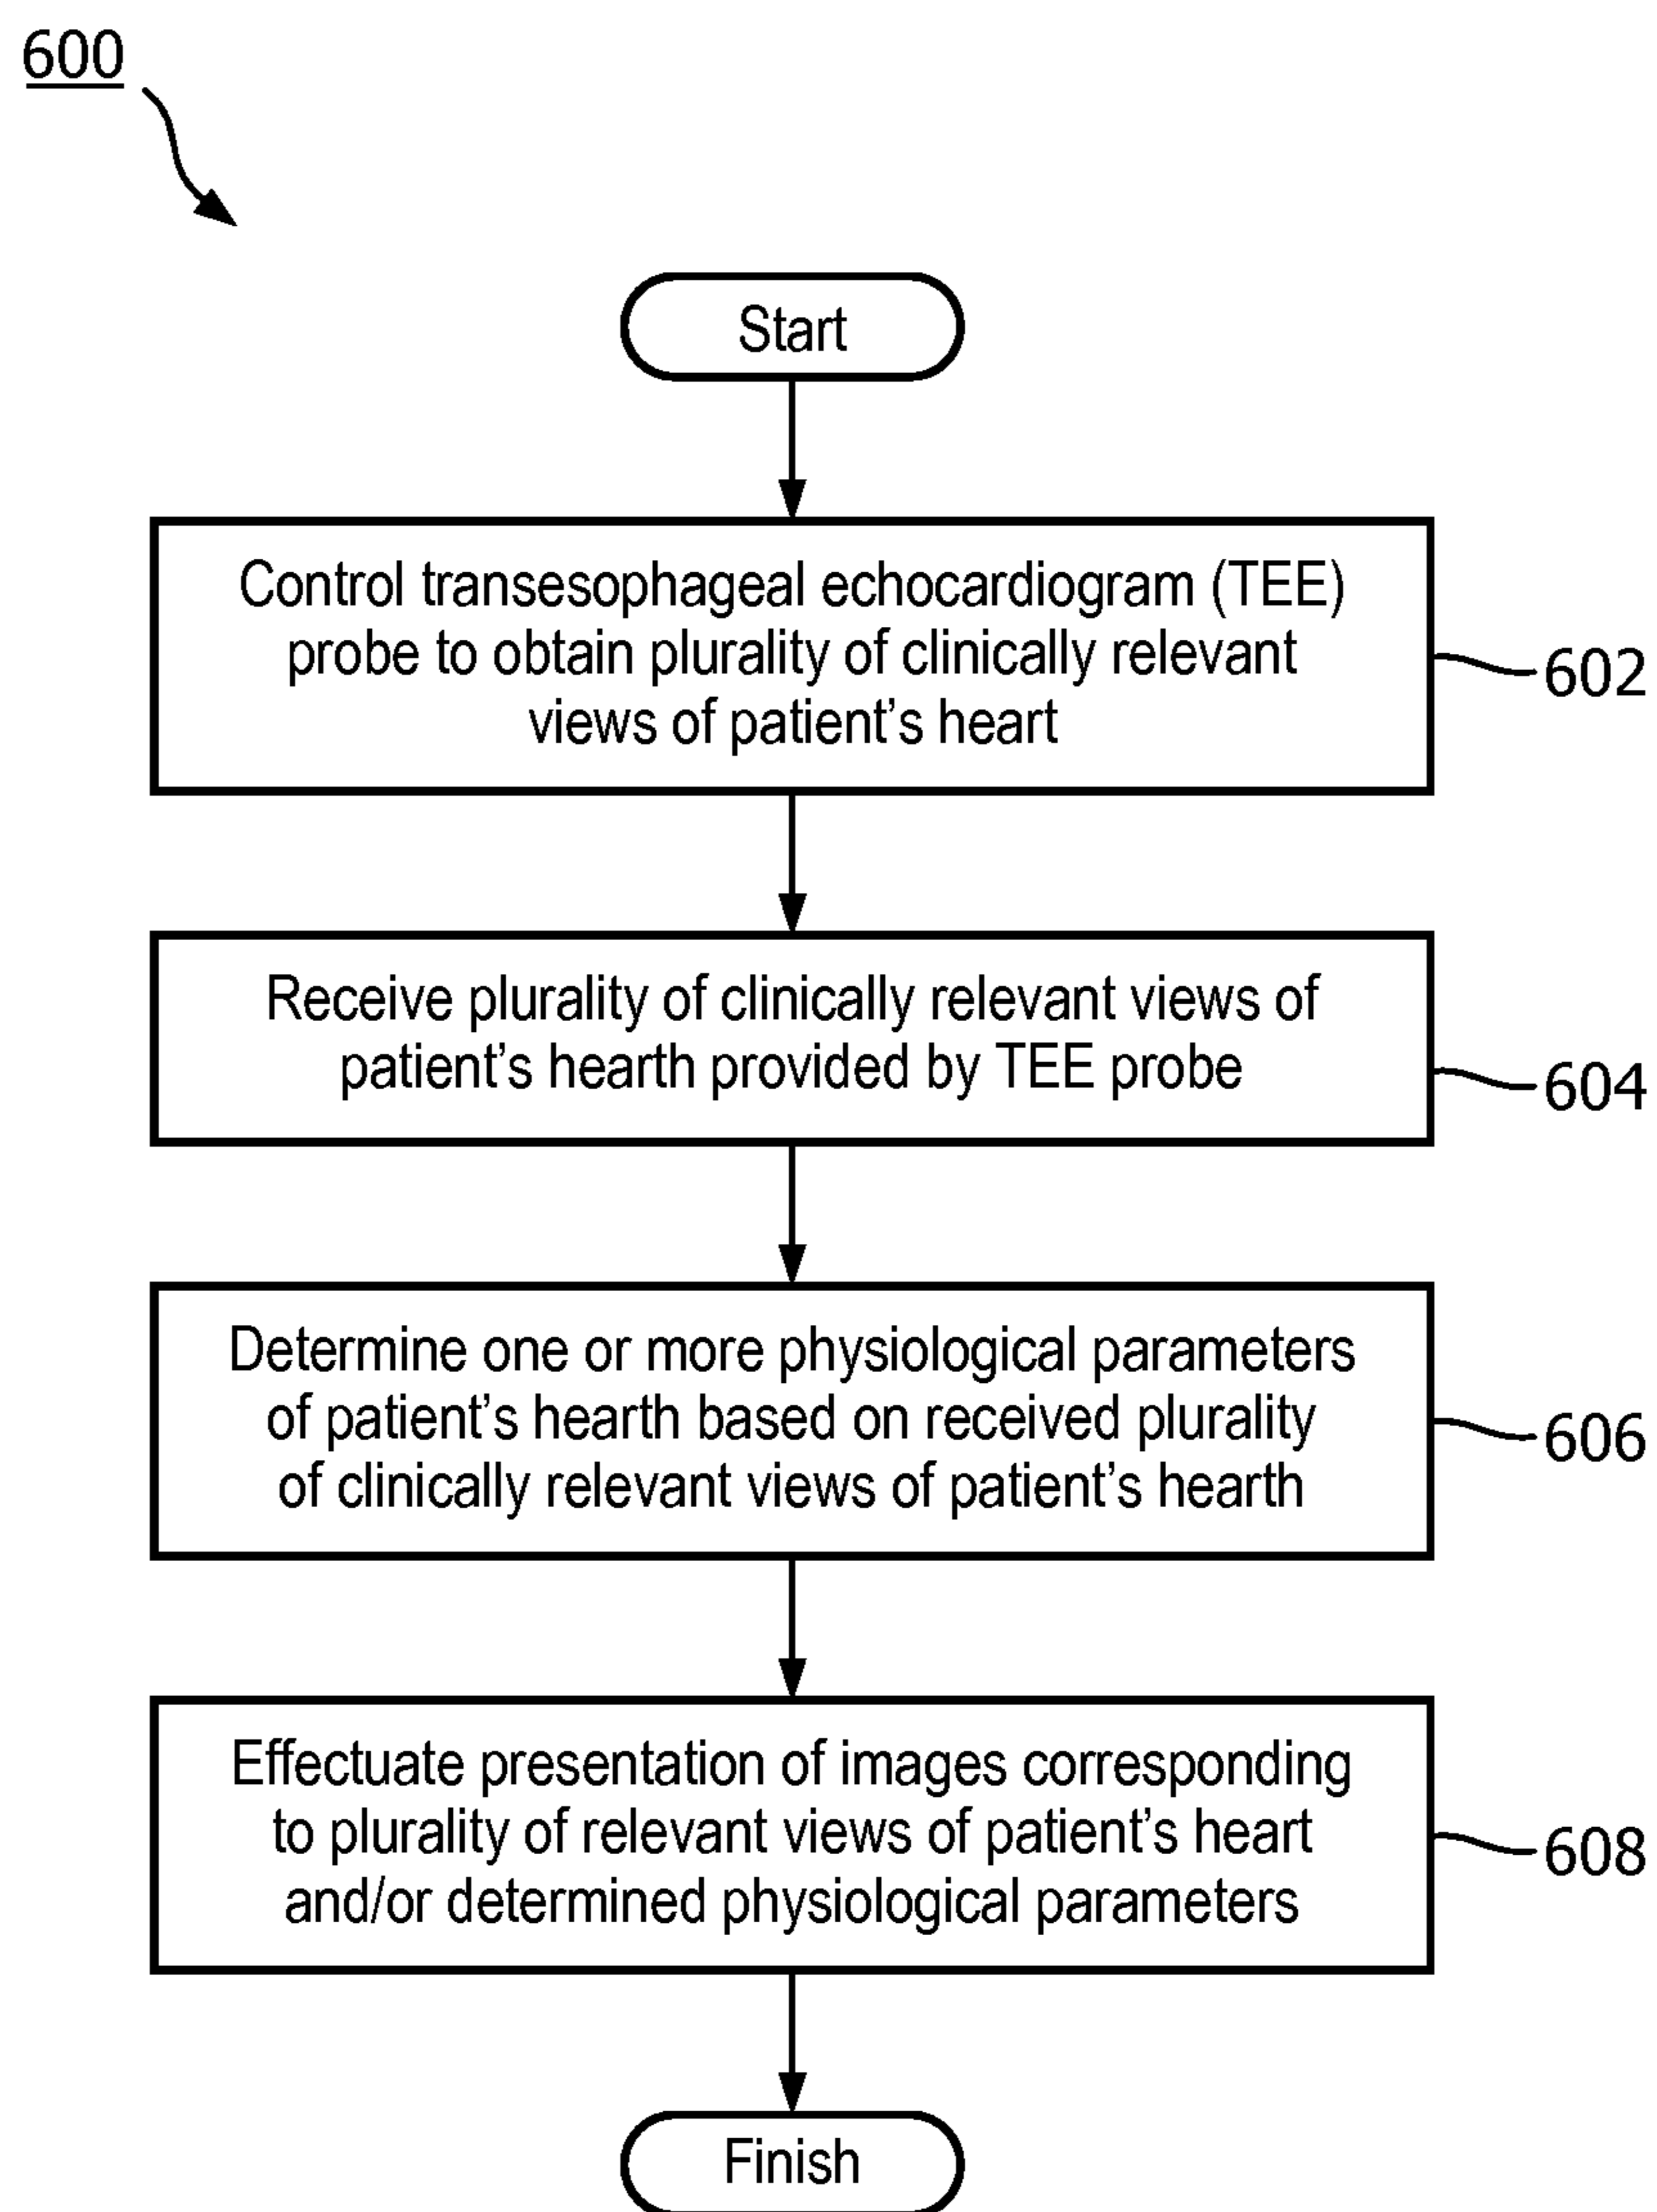 600
Start
Control transesophageal echocardiogram (TEE)
probe to obtain plurality of clinically relevant
views of patient’s heart
602
Receive plurality of clinically relevant views of
patient’s hearth provided by TEE probe
604
Determine one or more physiological parameters
of patient’s hearth based on received plurality
of clinically relevant views of patient’s hearth
606
Effectuate presentation of images corresponding
to plurality of relevant views of patient’s heart
and/or determined physiological parameters
608
Finish